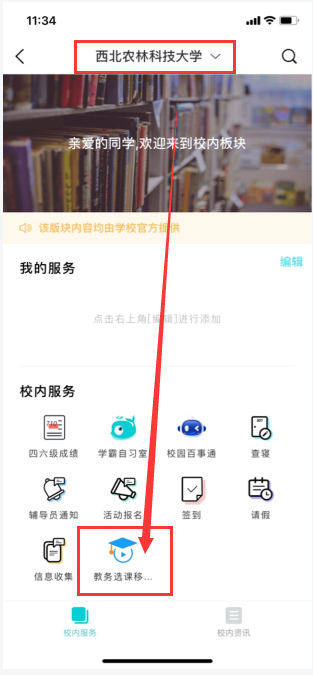 11:34
西北农林科技大学
亲爱的同学,欢迎来到校内板块
该版块内容均由学校官方提供
我的服务
编辑
点击右上角[编辑]进行添加
校内服务
四六级成绩
学霸自习室
校园百事通
查寝
辅导员通知
活动报名
签到
请假
信息收集
教务选课移...
校内服务
校内资讯